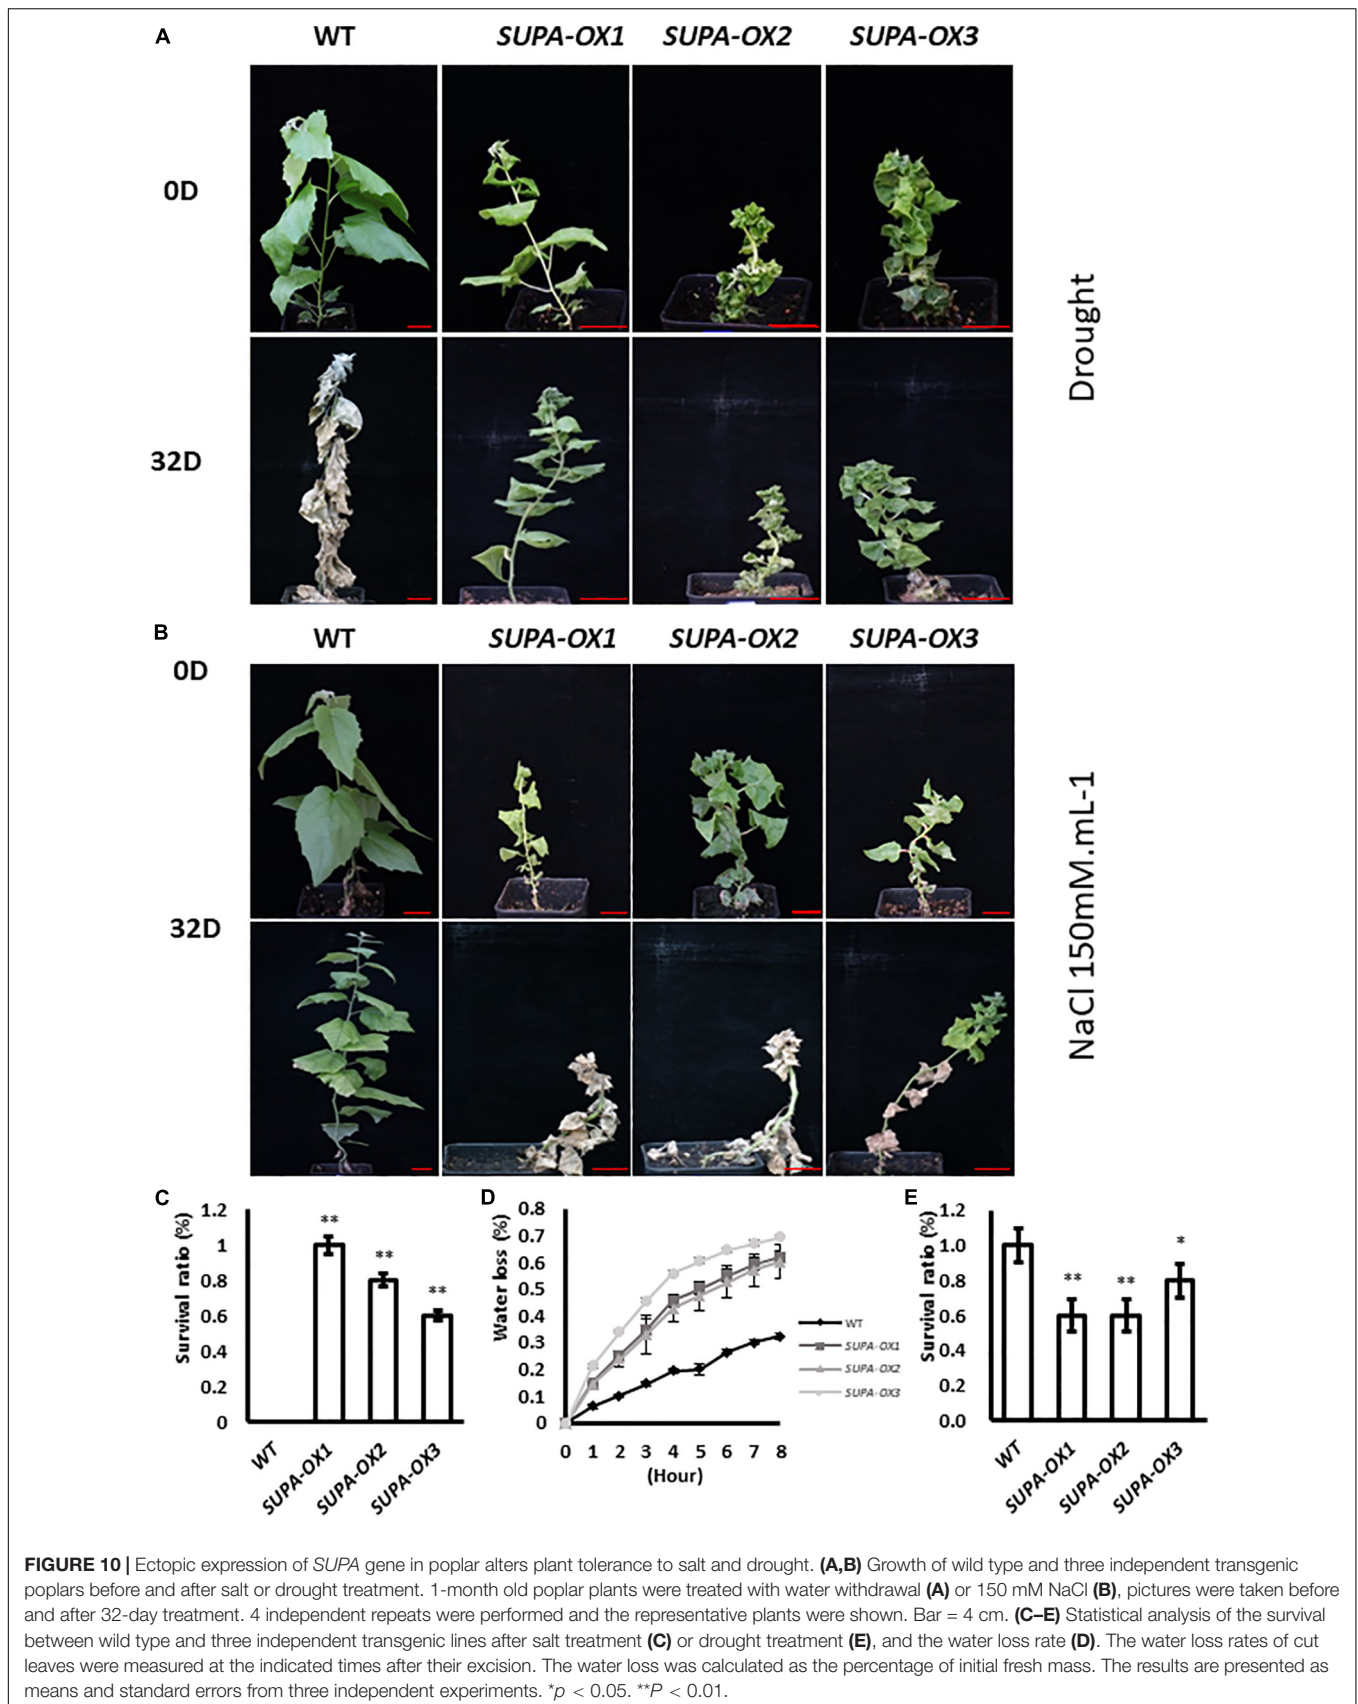 A
WT SUPA-OX1 SUPA-OX2 SUPA-OX3
0D
32D
Drought
B
WT SUPA-OX1 SUPA-OX2 SUPA-OX3
0D
32D
NaCl 150mM.mL-1
C
Survival ratio (%)
1.2
1
0.8
0.6
0.4
0.2
0
**
**
**
WT SUPA-OX1 SUPA-OX2 SUPA-OX3
D
Water loss (%)
0.8
0.7
0.6
0.5
0.4
0.3
0.2
0.1
0
0 1 2 3 4 5 6 7 8
(Hour)
WT
SUPA-OX1
SUPA-OX2
SUPA-OX3
E
Survival ratio (%)
1.2
1.0
0.8
0.6
0.4
0.2
0.0
**
**
*
WT SUPA-OX1 SUPA-OX2 SUPA-OX3
FIGURE 10 | Ectopic expression of SUPA gene in poplar alters plant tolerance to salt and drought. (A,B) Growth of wild type and three independent transgenic
poplars before and after salt or drought treatment. 1-month old poplar plants were treated with water withdrawal (A) or 150 mM NaCl (B), pictures were taken before
and after 32-day treatment. 4 independent repeats were performed and the representative plants were shown. Bar = 4 cm. (C–E) Statistical analysis of the survival
between wild type and three independent transgenic lines after salt treatment (C) or drought treatment (E), and the water loss rate (D). The water loss rates of cut
leaves were measured at the indicated times after their excision. The water loss was calculated as the percentage of initial fresh mass. The results are presented as
means and standard errors from three independent experiments. *p < 0.05. **P < 0.01.